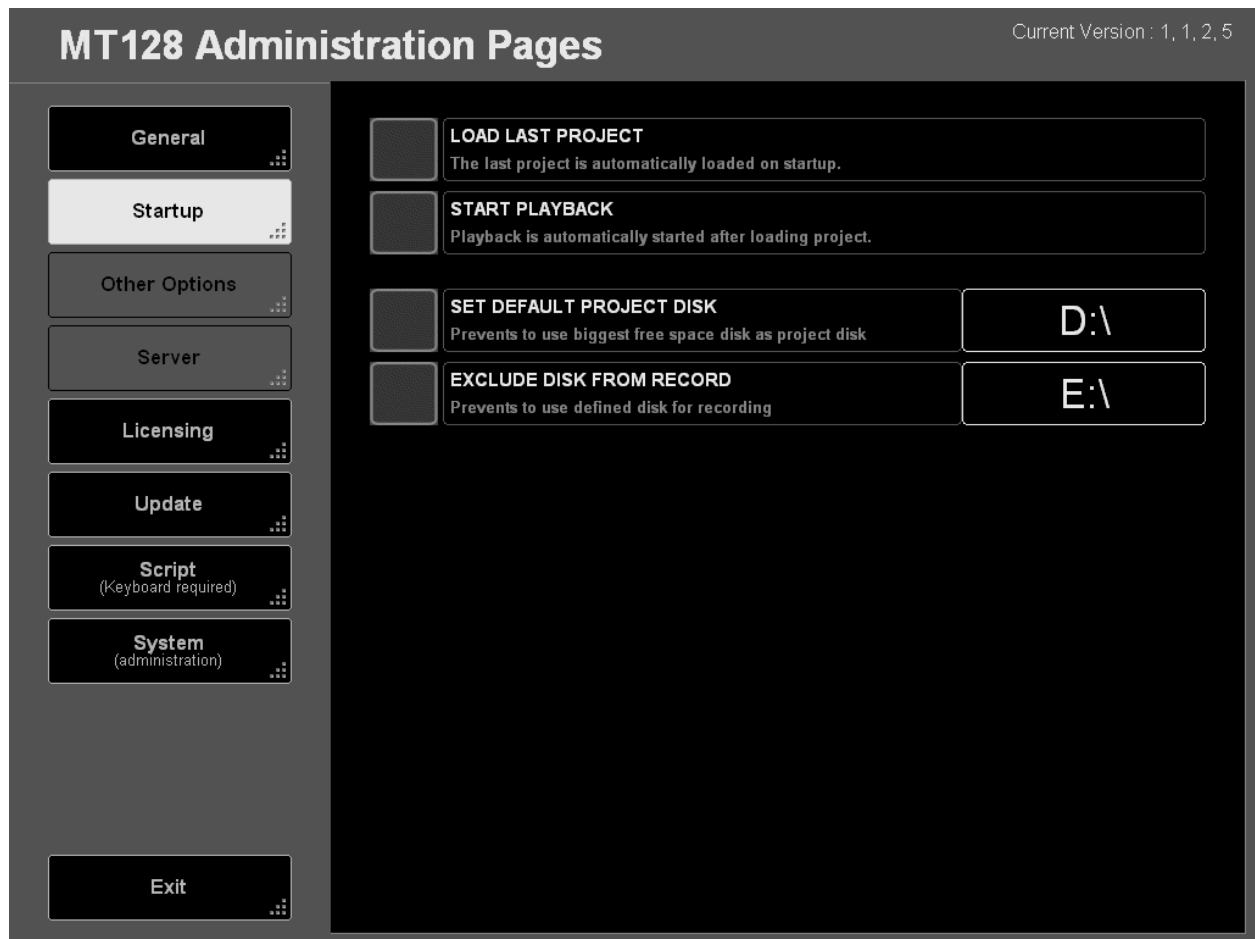 MT128 Administration Pages
Current Version : 1, 1, 2, 5
General
Startup
Other Options
Server
Licensing
Update
Script
(Keyboard required)
System
(administration)
Exit
LOAD LAST PROJECT
The last project is automatically loaded on startup.
START PLAYBACK
Playback is automatically started after loading project.
SET DEFAULT PROJECT DISK
Prevents to use biggest free space disk as project disk
D:\
EXCLUDE DISK FROM RECORD
Prevents to use defined disk for recording
E:\